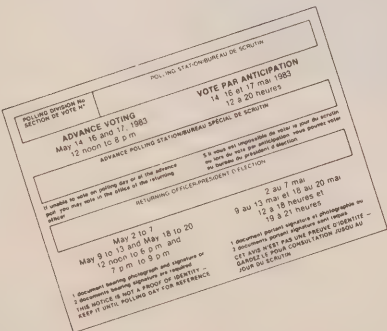 POLLING STATION/BUREAU DE SCRUTIN
POLLING DIVISION No
SECTION DE VOTE N°
ADVANCE VOTING
May 14 16 and 17, 1983
12 noon to 8 p m
VOTE PAR ANTICIPATION
14 16 et 17 mai 1983
12 à 20 heures
ADVANCE POLLING STATION/BUREAU SPÉCIAL DE SCRUTIN
If unable to vote on polling day or at the advance
poll you may vote in the office of the returning
officer
S'il vous est impossible de voter le jour du scrutin
ou lors du vote par anticipation vous pouvez voter
au bureau du président d'élection
RETURNING OFFICER/PRÉSIDENT D'ÉLECTION
May 2 to 7
May 9 to 13 and May 18 to 20
12 noon to 6 p m and
7 p m to 9 p m
2 au 7 mai
9 au 13 mai et 18 au 20 mai
12 à 18 heures et
19 à 21 heures
1 document bearing photograph and signature or
2 documents bearing signature are required
THIS NOTICE IS NOT A PROOF OF IDENTITY –
KEEP IT UNTIL POLLING DAY FOR REFERENCE
1 document portant signature et photographie ou
2 documents portant signature sont requis
CET AVIS N'EST PAS UNE PREUVE D'IDENTITÉ –
GARDEZ LE POUR CONSULTATION JUSQU'AU
JOUR DU SCRUTIN